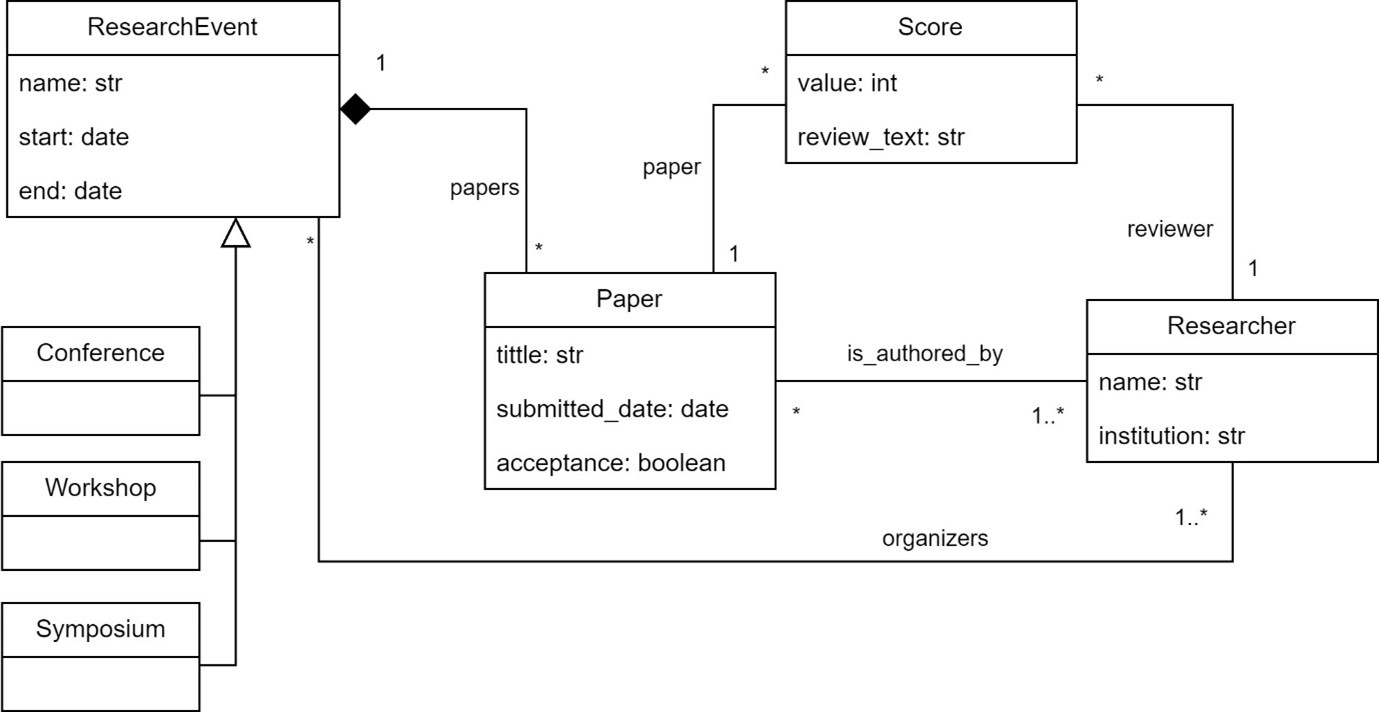 ResearchEvent
name: str
start: date
end: date
1
papers
*
*
Score
value: int
review_text: str
*
*
paper
1
reviewer
1
Paper
tittle: str
submitted_date: date
acceptance: boolean
is_authored_by
*
1..*
Researcher
name: str
institution: str
1..*
organizers
*
Conference
Workshop
Symposium